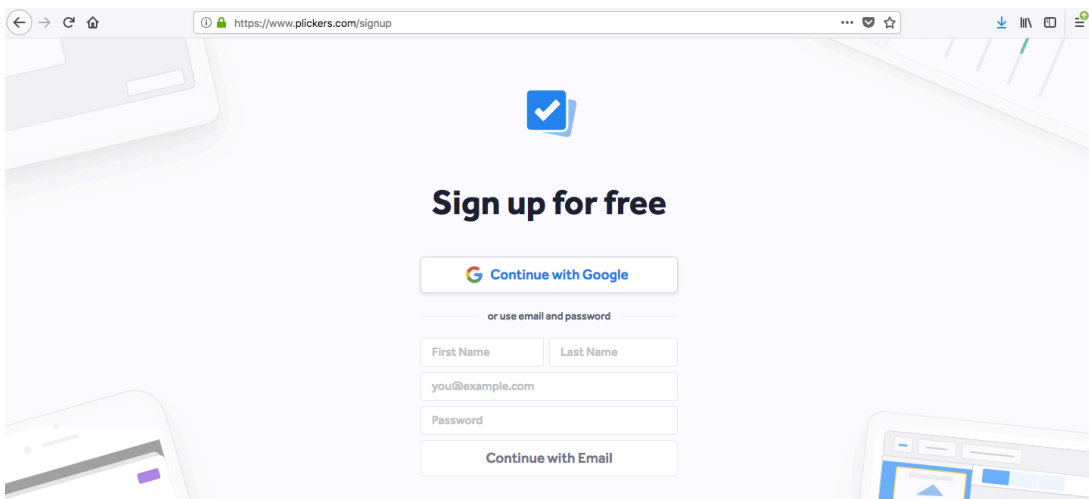 https://www.plickers.com/signup
Sign up for free
Continue with Google
or use email and password
First Name Last Name
you@example.com
Password
Continue with Email